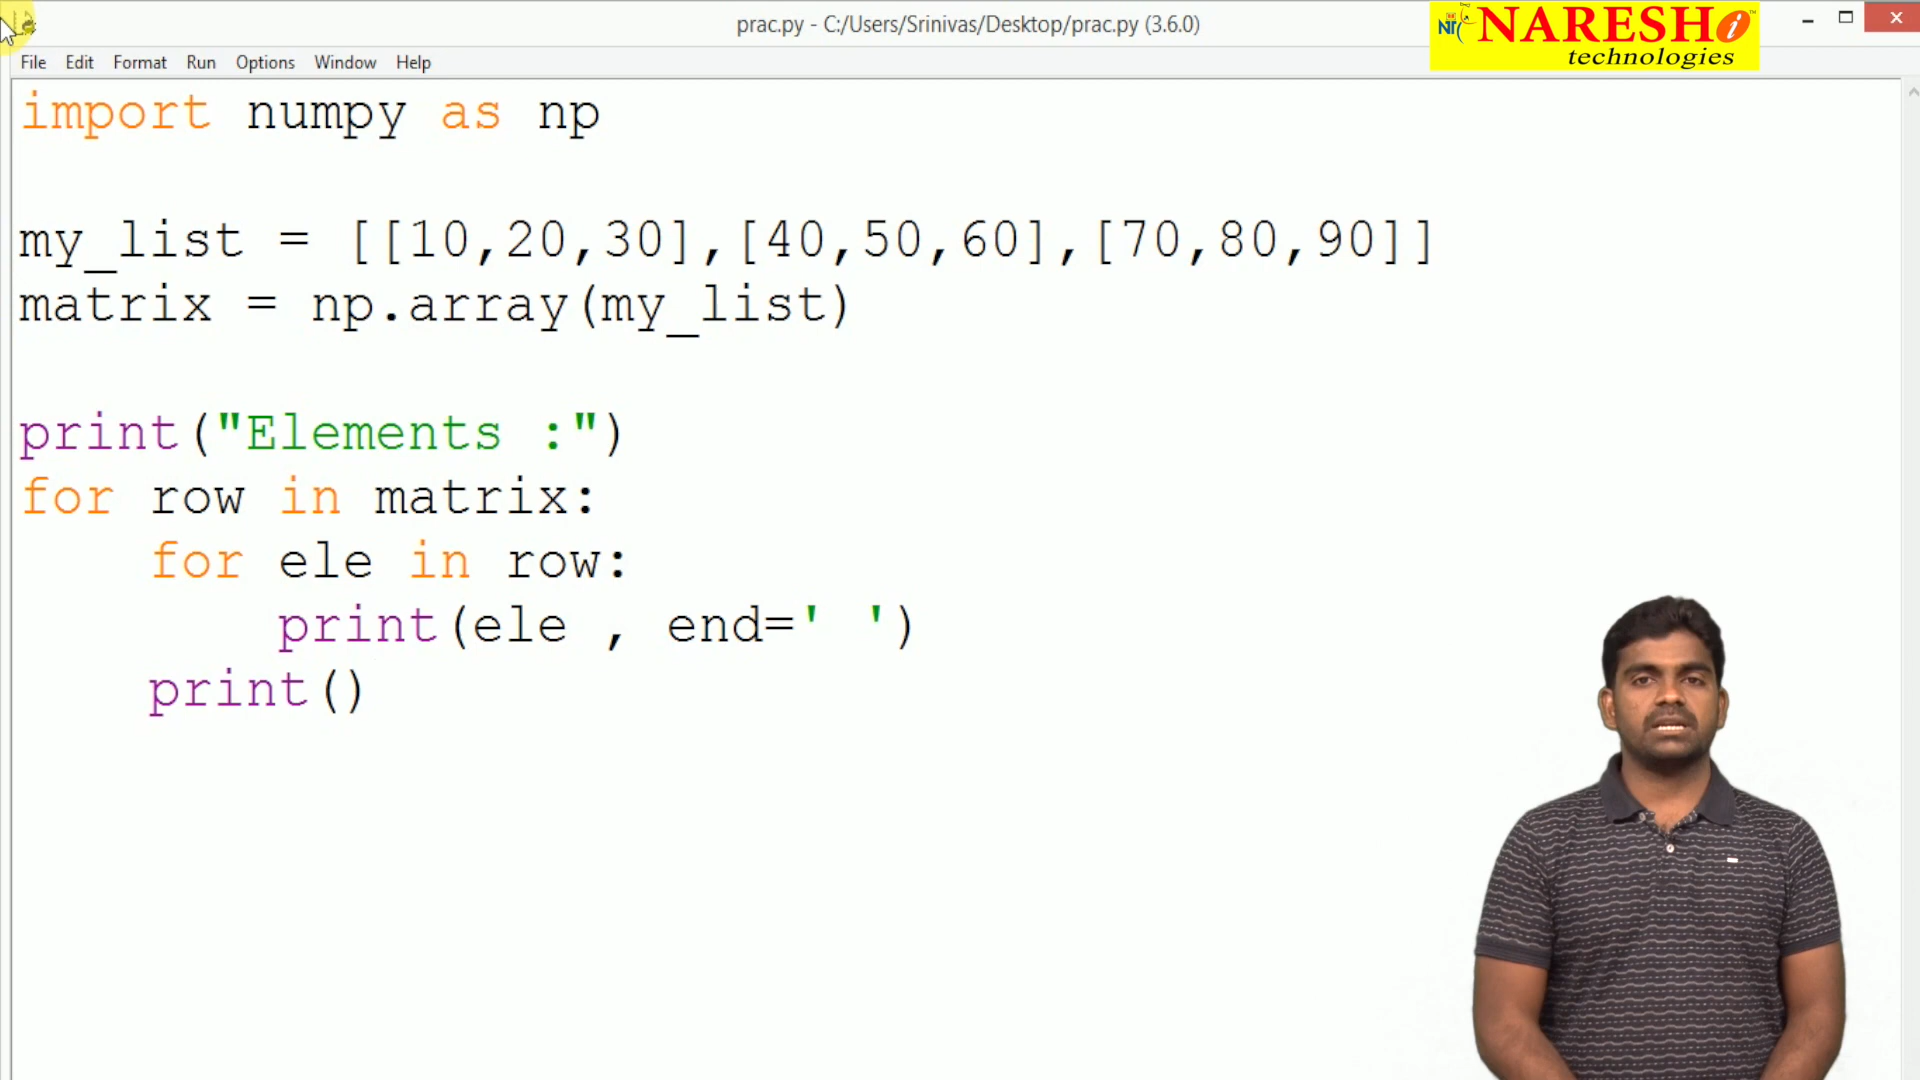 prac.py - C:/Users/Srinivas/Desktop/prac.py (3.6.0)
NARESH i
technologies
File Edit Format Run Options Window Help
import numpy as np
my_list = [[10,20,30],[40,50,60],[70,80,90]]
matrix = np.array(my_list)
print("Elements :")
for row in matrix:
for ele in row:
print(ele , end=' ')
print()